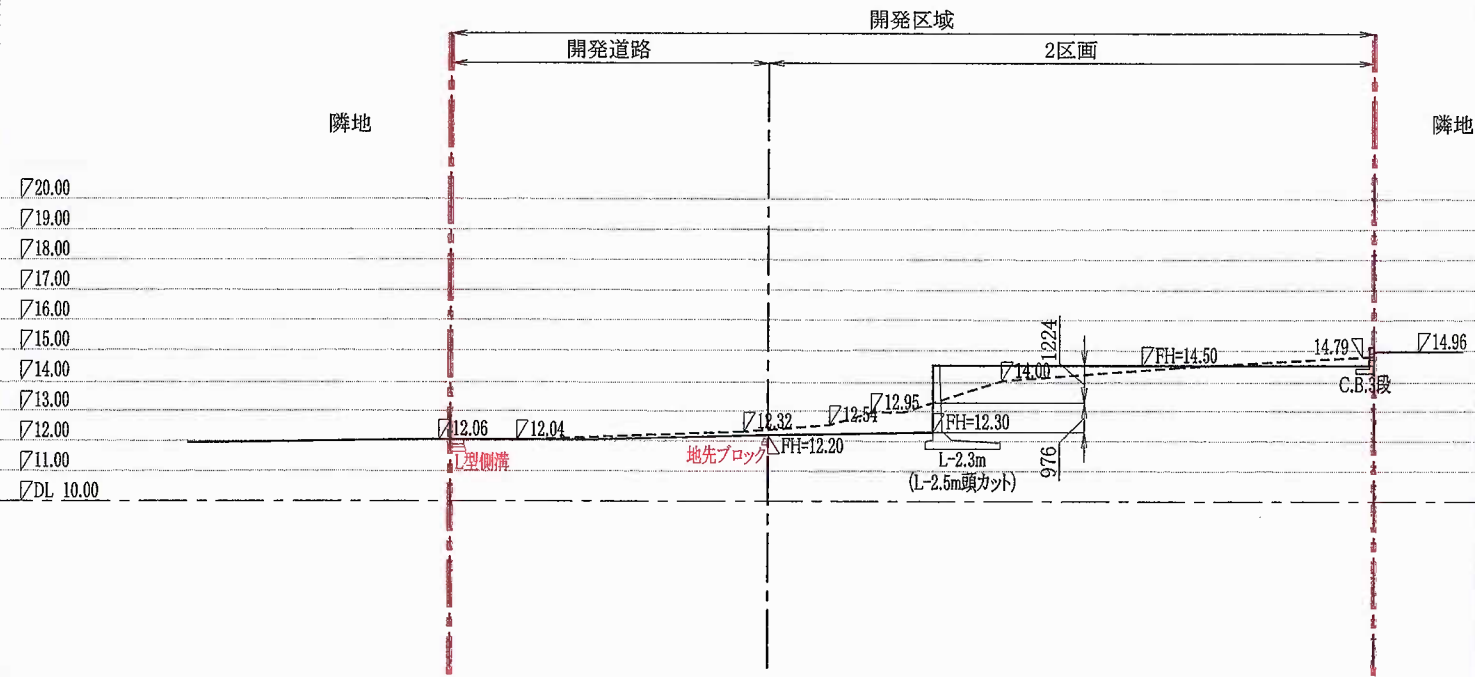 開発区域
開発道路
2区画
隣地
隣地
20.00
19.00
18.00
17.00
16.00
15.00
14.00
13.00
12.00
11.00
DL 10.00
12.06
12.04
12.32
12.54
12.95
14.00
1224
FH=14.50
14.79
14.96
C.B.3段
L型側溝
地先ブロック
FH=12.20
FH=12.30
L-2.3m
(L-2.5m頭カット)
976